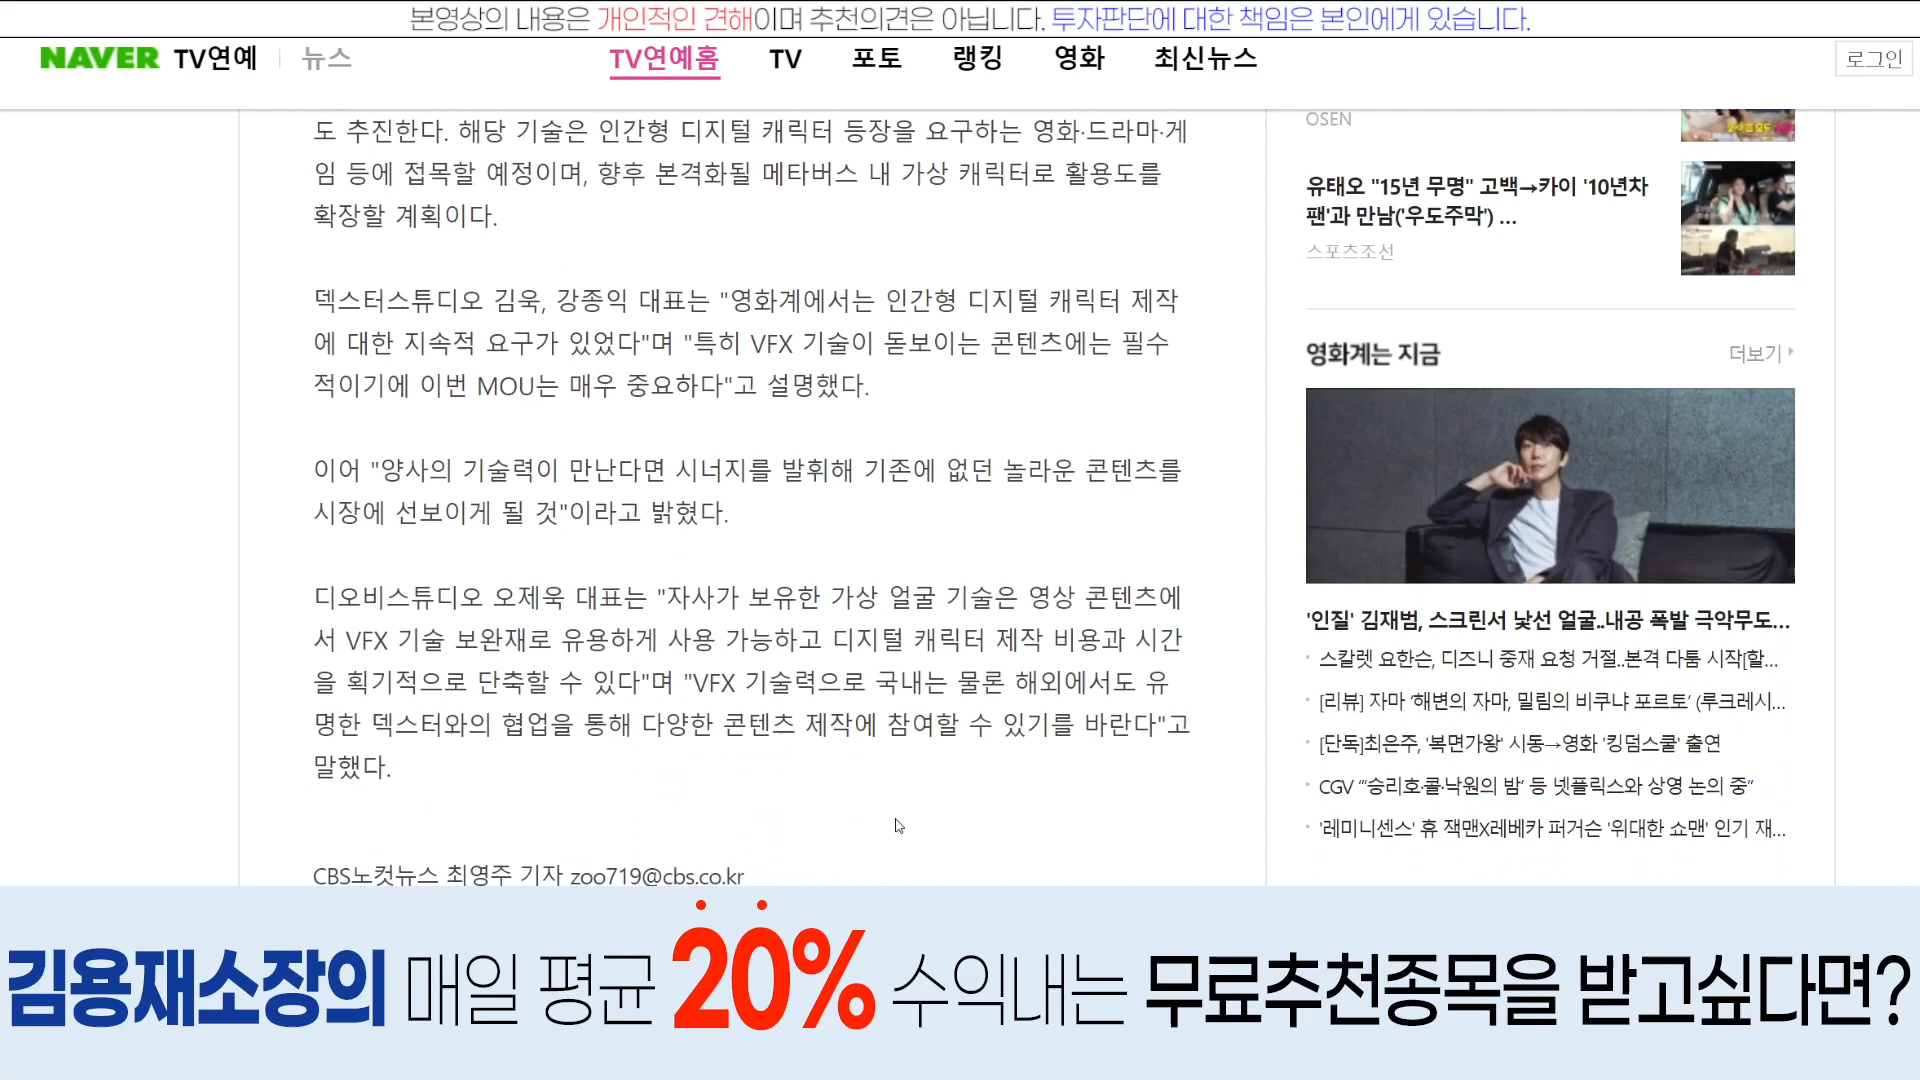 본영상의 내용은 개인적인 견해이며 추천의견은 아닙니다. 투자판단에 대한 책임은 본인에게 있습니다.
NAVER TV연예 뉴스 TV연예홈 TV 포토 랭킹 영화 최신뉴스 로그인
도 추진한다. 해당 기술은 인간형 디지털 캐릭터 등장을 요구하는 영화·드라마·게
임 등에 접목할 예정이며, 향후 본격화될 메타버스 내 가상 캐릭터로 활용도를
확장할 계획이다.
덱스터스튜디오 김욱, 강종익 대표는 "영화계에서는 인간형 디지털 캐릭터 제작
에 대한 지속적 요구가 있었다"며 "특히 VFX 기술이 돋보이는 콘텐츠에는 필수
적이기에 이번 MOU는 매우 중요하다"고 설명했다.
이어 "양사의 기술력이 만난다면 시너지를 발휘해 기존에 없던 놀라운 콘텐츠를
시장에 선보이게 될 것"이라고 밝혔다.
디오비스튜디오 오제욱 대표는 "자사가 보유한 가상 얼굴 기술은 영상 콘텐츠에
서 VFX 기술 보완재로 유용하게 사용 가능하고 디지털 캐릭터 제작 비용과 시간
을 획기적으로 단축할 수 있다"며 "VFX 기술력으로 국내는 물론 해외에서도 유
명한 덱스터와의 협업을 통해 다양한 콘텐츠 제작에 참여할 수 있기를 바란다"고
말했다.
CBS노컷뉴스 최영주 기자 zoo719@cbs.co.kr
OSEN
유태오 "15년 무명" 고백→카이 '10년차
팬'과 만남('우도주막') ...
스포츠조선
영화계는 지금 더보기
'인질' 김재범, 스크린서 낯선 얼굴..내공 폭발 극악무도...
스칼렛 요한슨, 디즈니 중재 요청 거절..본격 다툼 시작[할...
[리뷰] 자마 ‘해변의 자마, 밀림의 비쿠냐 포르토’ (루크레시...
[단독]최은주, '복면가왕' 시동→영화 '킹덤스쿨' 출연
CGV “‘승리호·콜·낙원의 밤’ 등 넷플릭스와 상영 논의 중”
'레미니센스' 휴 잭맨X레베카 퍼거슨 '위대한 쇼맨' 인기 재...
김용재소장의 매일 평균 20% 수익내는 무료추천종목을 받고싶다면?